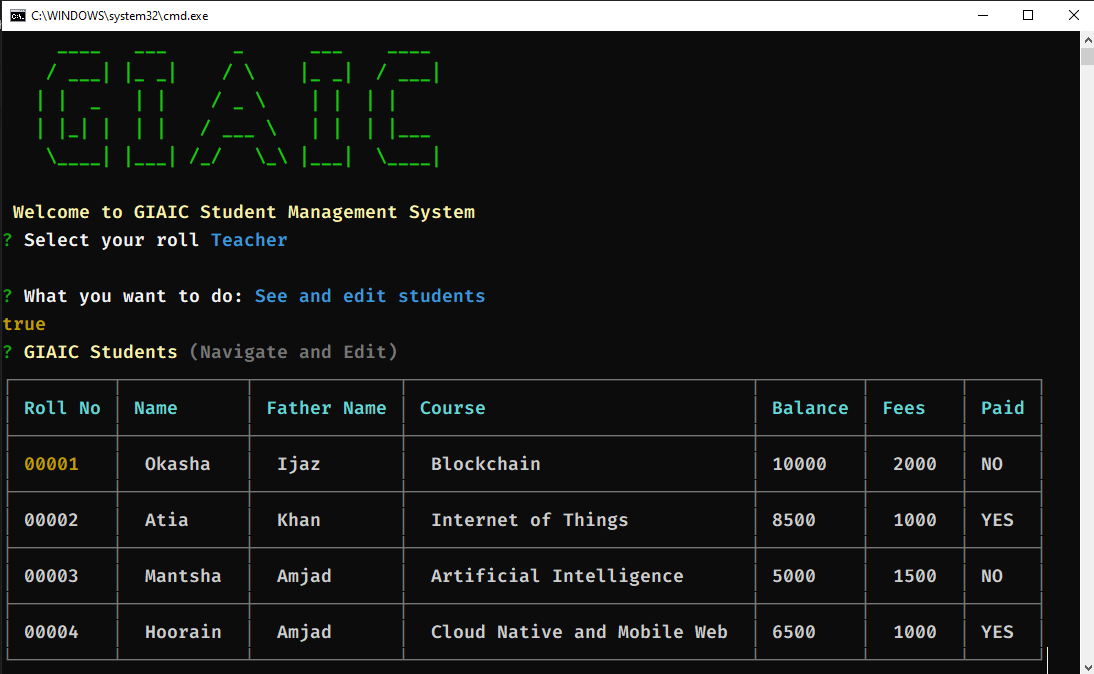 C:\WINDOWS\system32\cmd.exe
GIAIC
Welcome to GIAIC Student Management System
? Select your roll Teacher
? What you want to do: See and edit students
true
? GIAIC Students (Navigate and Edit)
Roll No Name Father Name Course Balance Fees Paid
00001 Okasha Ijaz Blockchain 10000 2000 NO
00002 Atia Khan Internet of Things 8500 1000 YES
00003 Mantsha Amjad Artificial Intelligence 5000 1500 NO
00004 Hoorain Amjad Cloud Native and Mobile Web 6500 1000 YES